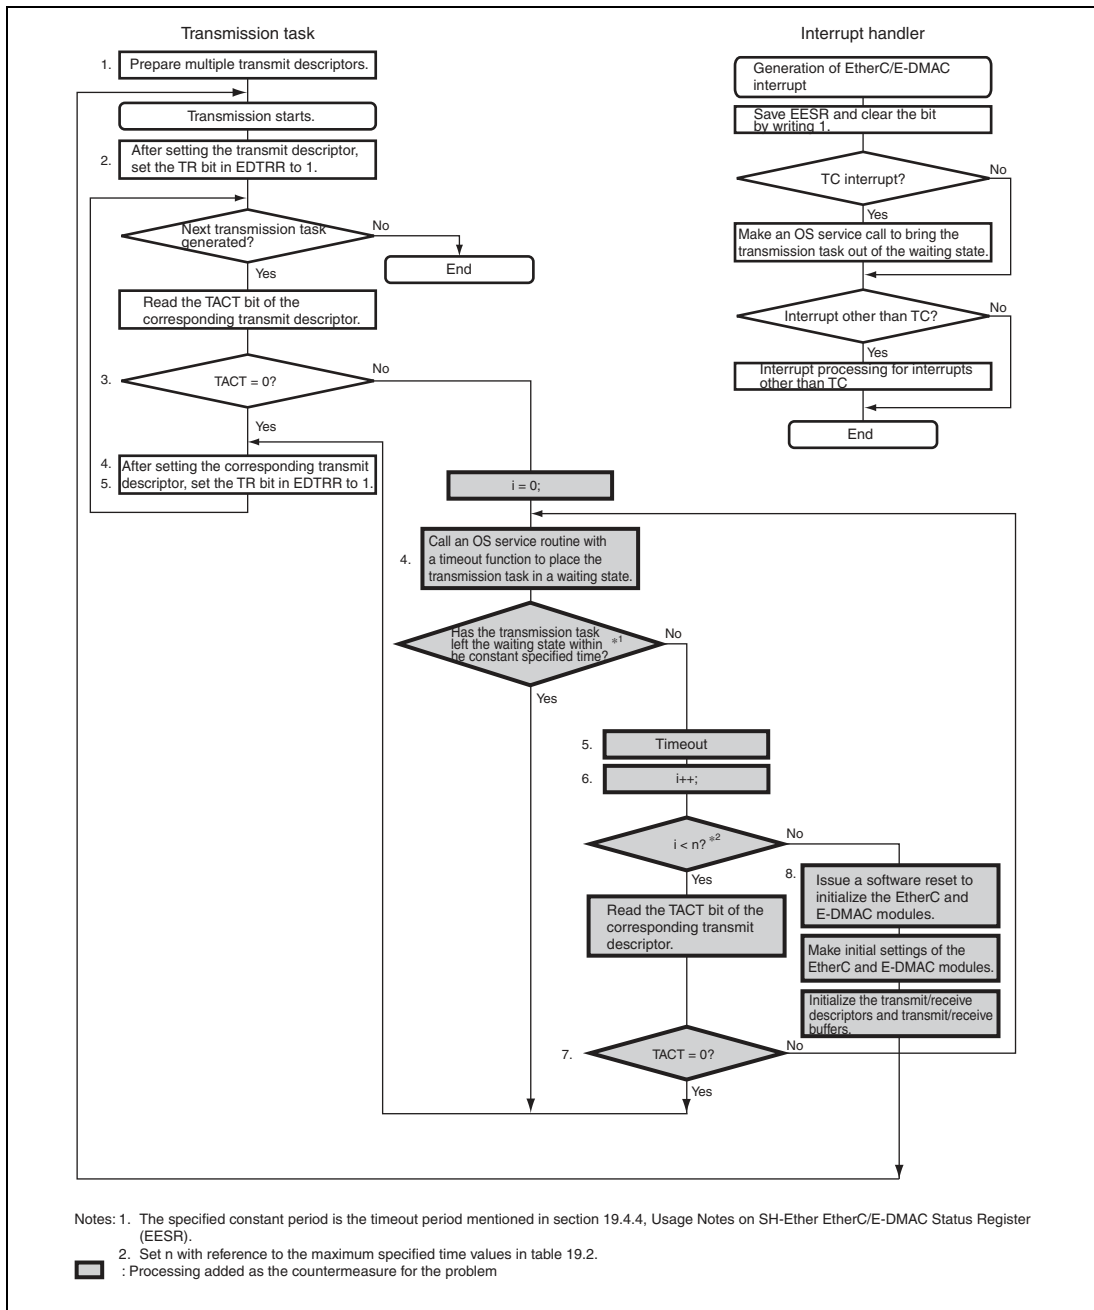 Transmission task
1. Prepare multiple transmit descriptors.
Transmission starts.
2. After setting the transmit descriptor,
set the TR bit in EDTRR to 1.
Next transmission task
generated?
No
End
Yes
Read the TACT bit of the
corresponding transmit descriptor.
3. TACT = 0?
No
Yes
4. After setting the corresponding transmit
5. descriptor, set the TR bit in EDTRR to 1.
Interrupt handler
Generation of EtherC/E-DMAC
interrupt
Save EESR and clear the bit
by writing 1.
TC interrupt?
No
Yes
Make an OS service call to bring the
transmission task out of the waiting state.
Interrupt other than TC?
No
Yes
Interrupt processing for interrupts
other than TC
End
i = 0;
4. Call an OS service routine with
a timeout function to place the
transmission task in a waiting state.
Has the transmission task
left the waiting state within *1
he constant specified time?
No
Yes
5. Timeout
6. i++;
i < n? *2
No
Yes
Read the TACT bit of the
corresponding transmit
descriptor.
7. TACT = 0?
No
Yes
8. Issue a software reset to
initialize the EtherC and
E-DMAC modules.
Make initial settings of the
EtherC and E-DMAC modules.
Initialize the transmit/receive
descriptors and transmit/receive
buffers.
Notes: 1. The specified constant period is the timeout period mentioned in section 19.4.4, Usage Notes on SH-Ether EtherC/E-DMAC Status Register
(EESR).
2. Set n with reference to the maximum specified time values in table 19.2.
: Processing added as the countermeasure for the problem